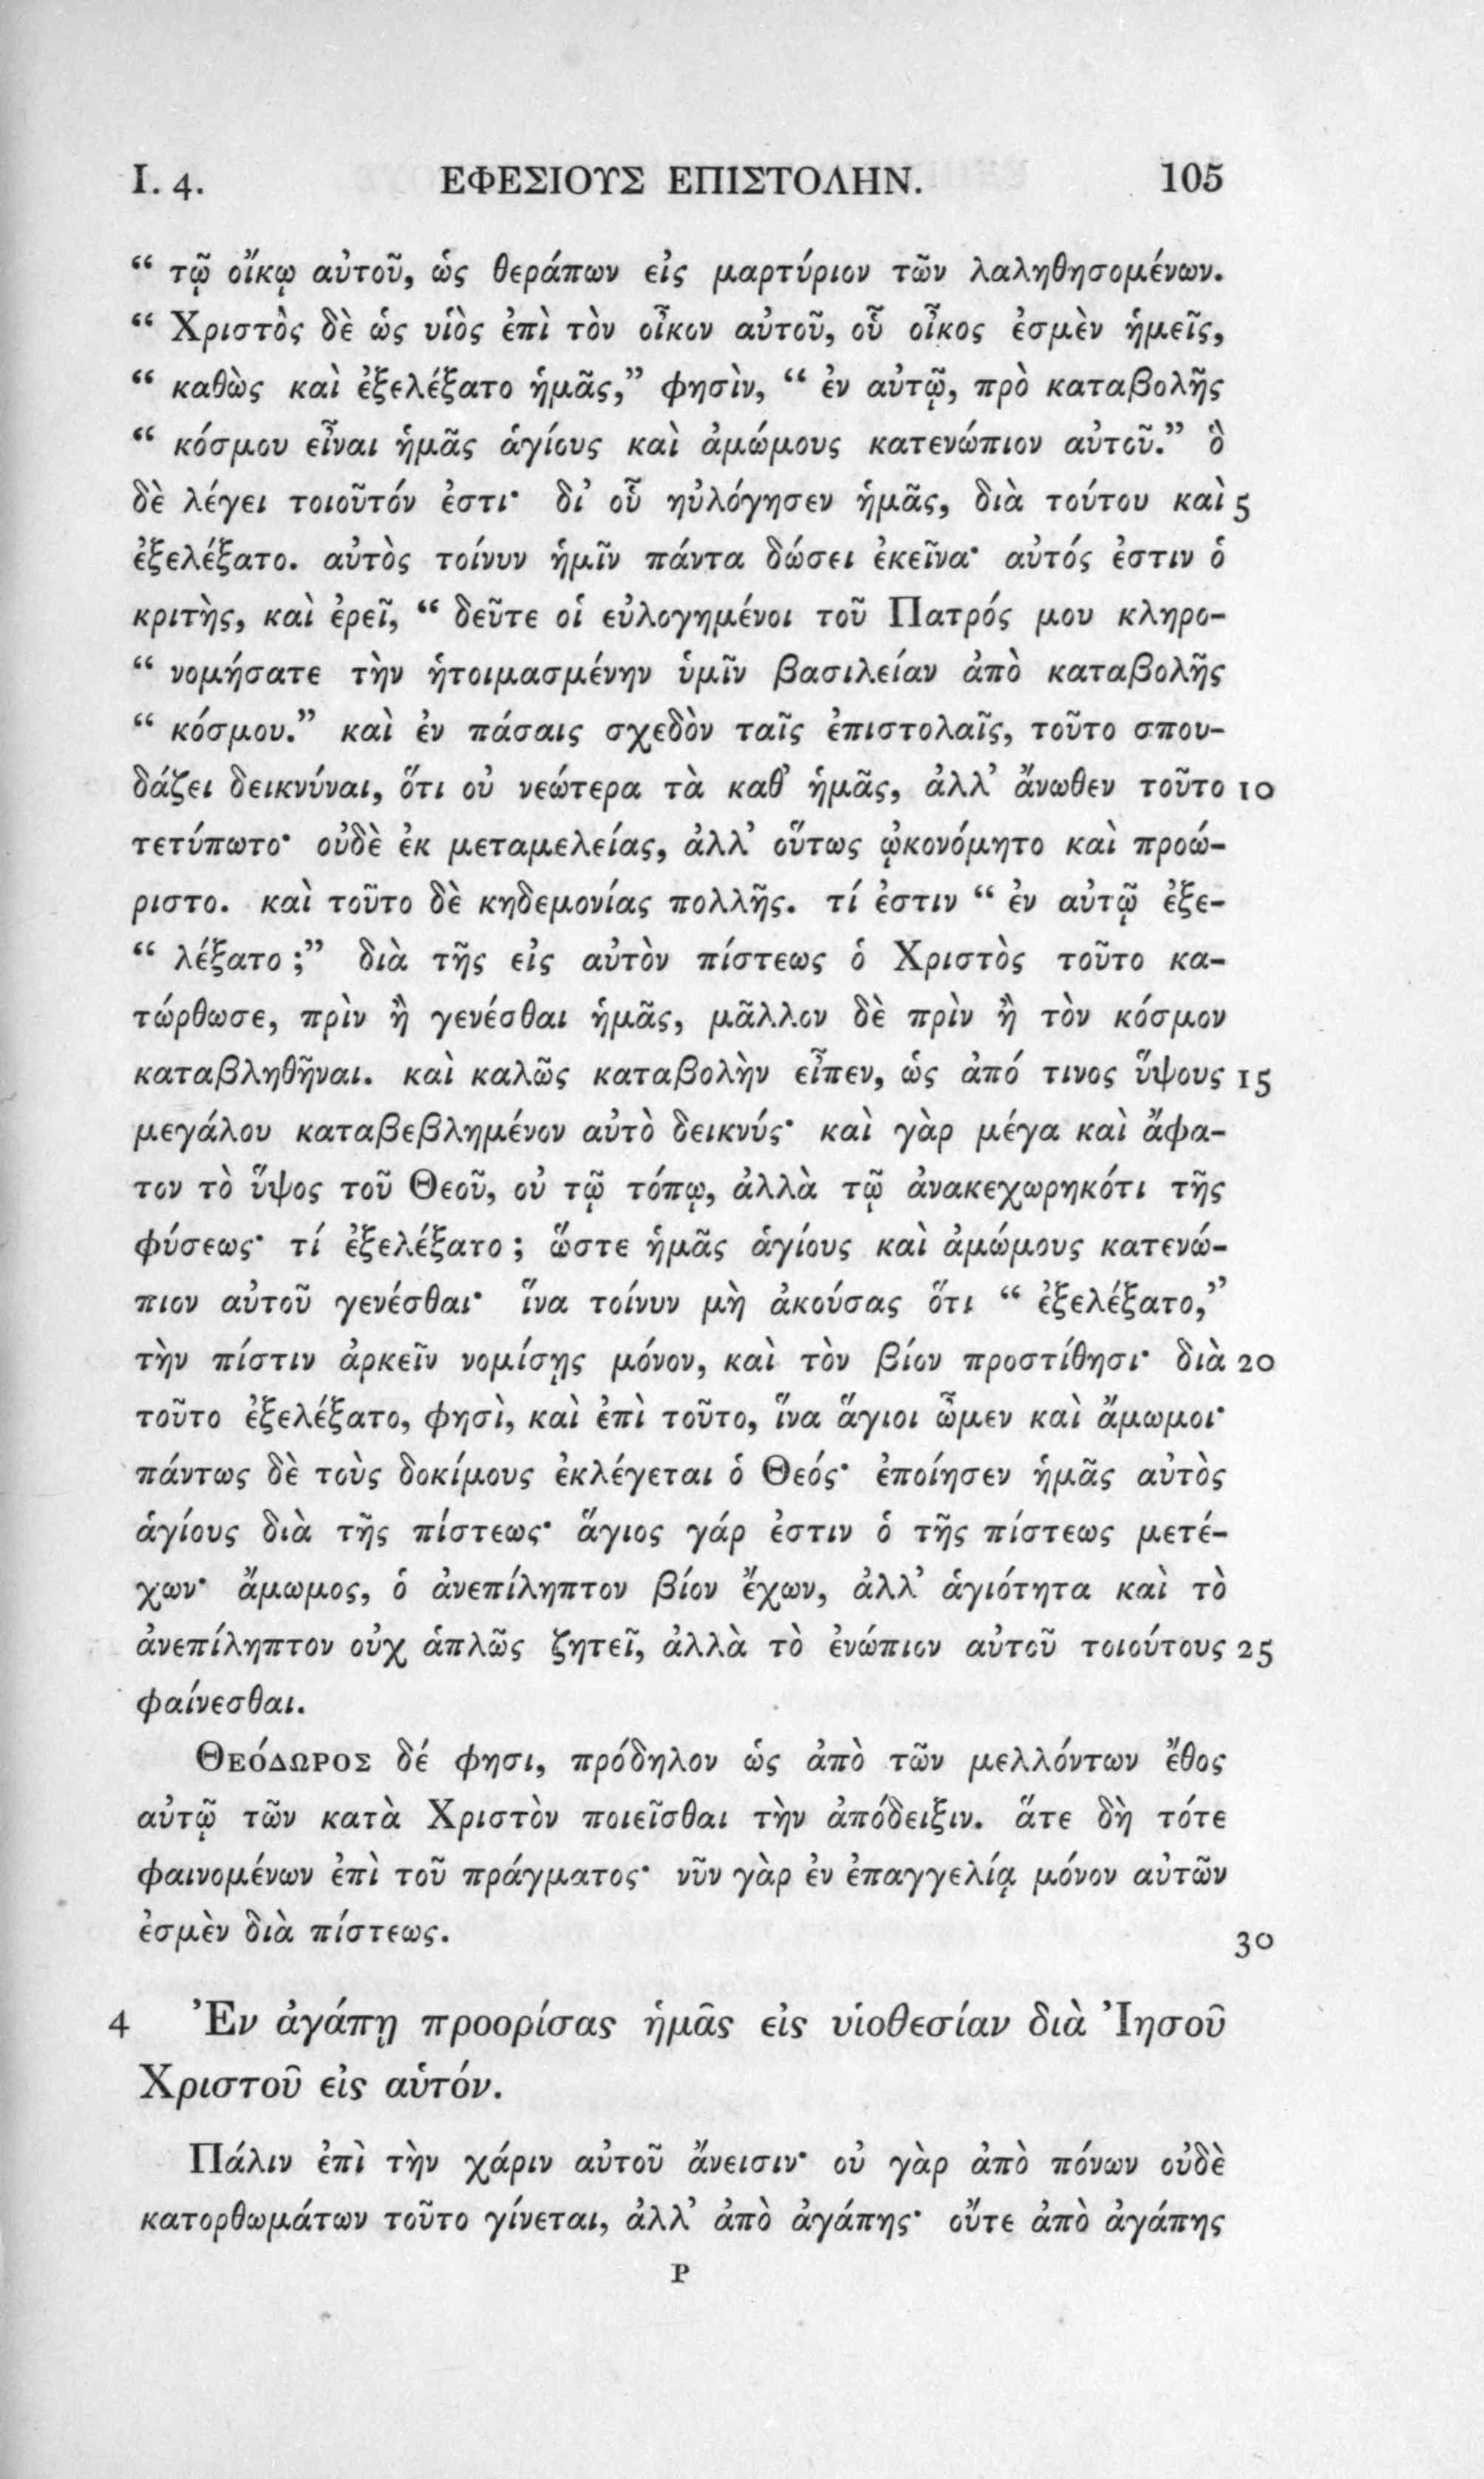 I. 4. ΕΦΕΣΙΟΥΣ ΕΠΙΣΤΟΛΗΝ. 105
“ τῷ οἴκῳ αὐτοῦ, ὡς θεράπων εἰς μαρτύριον τῶν λαληθησομένων.
“ Χριστὸς δὲ ὡς υἱὸς ἐπὶ τὸν οἶκον αὐτοῦ, οὗ οἶκος ἐσμὲν ἡμεῖς,
“ καθὼς καὶ ἐξελέξατο ἡμᾶς,” φησὶν, “ ἐν αὐτῷ, πρὸ καταβολῆς
“ κόσμου εἶναι ἡμᾶς ἁγίους καὶ ἀμώμους κατενώπιον αὐτοῦ.” ὃ
δὲ λέγει τοιοῦτόν ἐστι· δι’ οὗ ηὐλόγησεν ἡμᾶς, διὰ τούτου καὶ 5
ἐξελέξατο. αὐτὸς τοίνυν ἡμῖν πάντα δώσει ἐκεῖνα· αὐτός ἐστιν ὁ
κριτὴς, καὶ ἐρεῖ, “ δεῦτε οἱ εὐλογημένοι τοῦ Πατρός μου κληρο-
“ νομήσατε τὴν ἡτοιμασμένην ὑμῖν βασιλείαν ἀπὸ καταβολῆς
“ κόσμου.” καὶ ἐν πάσαις σχεδὸν ταῖς ἐπιστολαῖς, τοῦτο σπου-
δάζει δεικνύναι, ὅτι οὐ νεώτερα τὰ καθ’ ἡμᾶς, ἀλλ’ ἄνωθεν τοῦτο 10
τετύπωτο· οὐδὲ ἐκ μεταμελείας, ἀλλ’ οὕτως ᾠκονόμητο καὶ προώ-
ριστο. καὶ τοῦτο δὲ κηδεμονίας πολλῆς. τί ἐστιν “ ἐν αὐτῷ ἐξε-
“ λέξατο ;” διὰ τῆς εἰς αὐτὸν πίστεως ὁ Χριστὸς τοῦτο κα-
τώρθωσε, πρὶν ἢ γενέσθαι ἡμᾶς, μᾶλλον δὲ πρὶν ἢ τὸν κόσμον
καταβληθῆναι. καὶ καλῶς καταβολὴν εἶπεν, ὡς ἀπό τινος ὕψους 15
μεγάλου καταβεβλημένον αὐτὸ δεικνύς· καὶ γὰρ μέγα καὶ ἄφα-
τον τὸ ὕψος τοῦ Θεοῦ, οὐ τῷ τόπῳ, ἀλλὰ τῷ ἀνακεχωρηκότι τῆς
φύσεως· τί ἐξελέξατο ; ὥστε ἡμᾶς ἁγίους καὶ ἀμώμους κατενώ-
πιον αὐτοῦ γενέσθαι· ἵνα τοίνυν μὴ ἀκούσας ὅτι “ ἐξελέξατο,”
τὴν πίστιν ἀρκεῖν νομίσῃς μόνον, καὶ τὸν βίον προστίθησι· διὰ 20
τοῦτο ἐξελέξατο, φησὶ, καὶ ἐπὶ τοῦτο, ἵνα ἅγιοι ὦμεν καὶ ἄμωμοι·
πάντως δὲ τοὺς δοκίμους ἐκλέγεται ὁ Θεός· ἐποίησεν ἡμᾶς αὐτὸς
ἁγίους διὰ τῆς πίστεως· ἅγιος γάρ ἐστιν ὁ τῆς πίστεως μετέ-
χων· ἄμωμος, ὁ ἀνεπίληπτον βίον ἔχων, ἀλλ’ ἁγιότητα καὶ τὸ
ἀνεπίληπτον οὐχ ἁπλῶς ζητεῖ, ἀλλὰ τὸ ἐνώπιον αὐτοῦ τοιούτους 25
φαίνεσθαι.
Θεόδωρος δέ φησι, πρόδηλον ὡς ἀπὸ τῶν μελλόντων ἔθος
αὐτῷ τῶν κατὰ Χριστὸν ποιεῖσθαι τὴν ἀπόδειξιν. ἅτε δὴ τότε
φαινομένων ἐπὶ τοῦ πράγματος· νῦν γὰρ ἐν ἐπαγγελίᾳ μόνον αὐτῶν
ἐσμὲν διὰ πίστεως. 30
4 Ἐν ἀγάπῃ προορίσας ἡμᾶς εἰς υἱοθεσίαν διὰ Ἰησοῦ
Χριστοῦ εἰς αὑτόν.
Πάλιν ἐπὶ τὴν χάριν αὐτοῦ ἄνεισιν· οὐ γὰρ ἀπὸ πόνων οὐδὲ
κατορθωμάτων τοῦτο γίνεται, ἀλλ’ ἀπὸ ἀγάπης· οὔτε ἀπὸ ἀγάπης
P